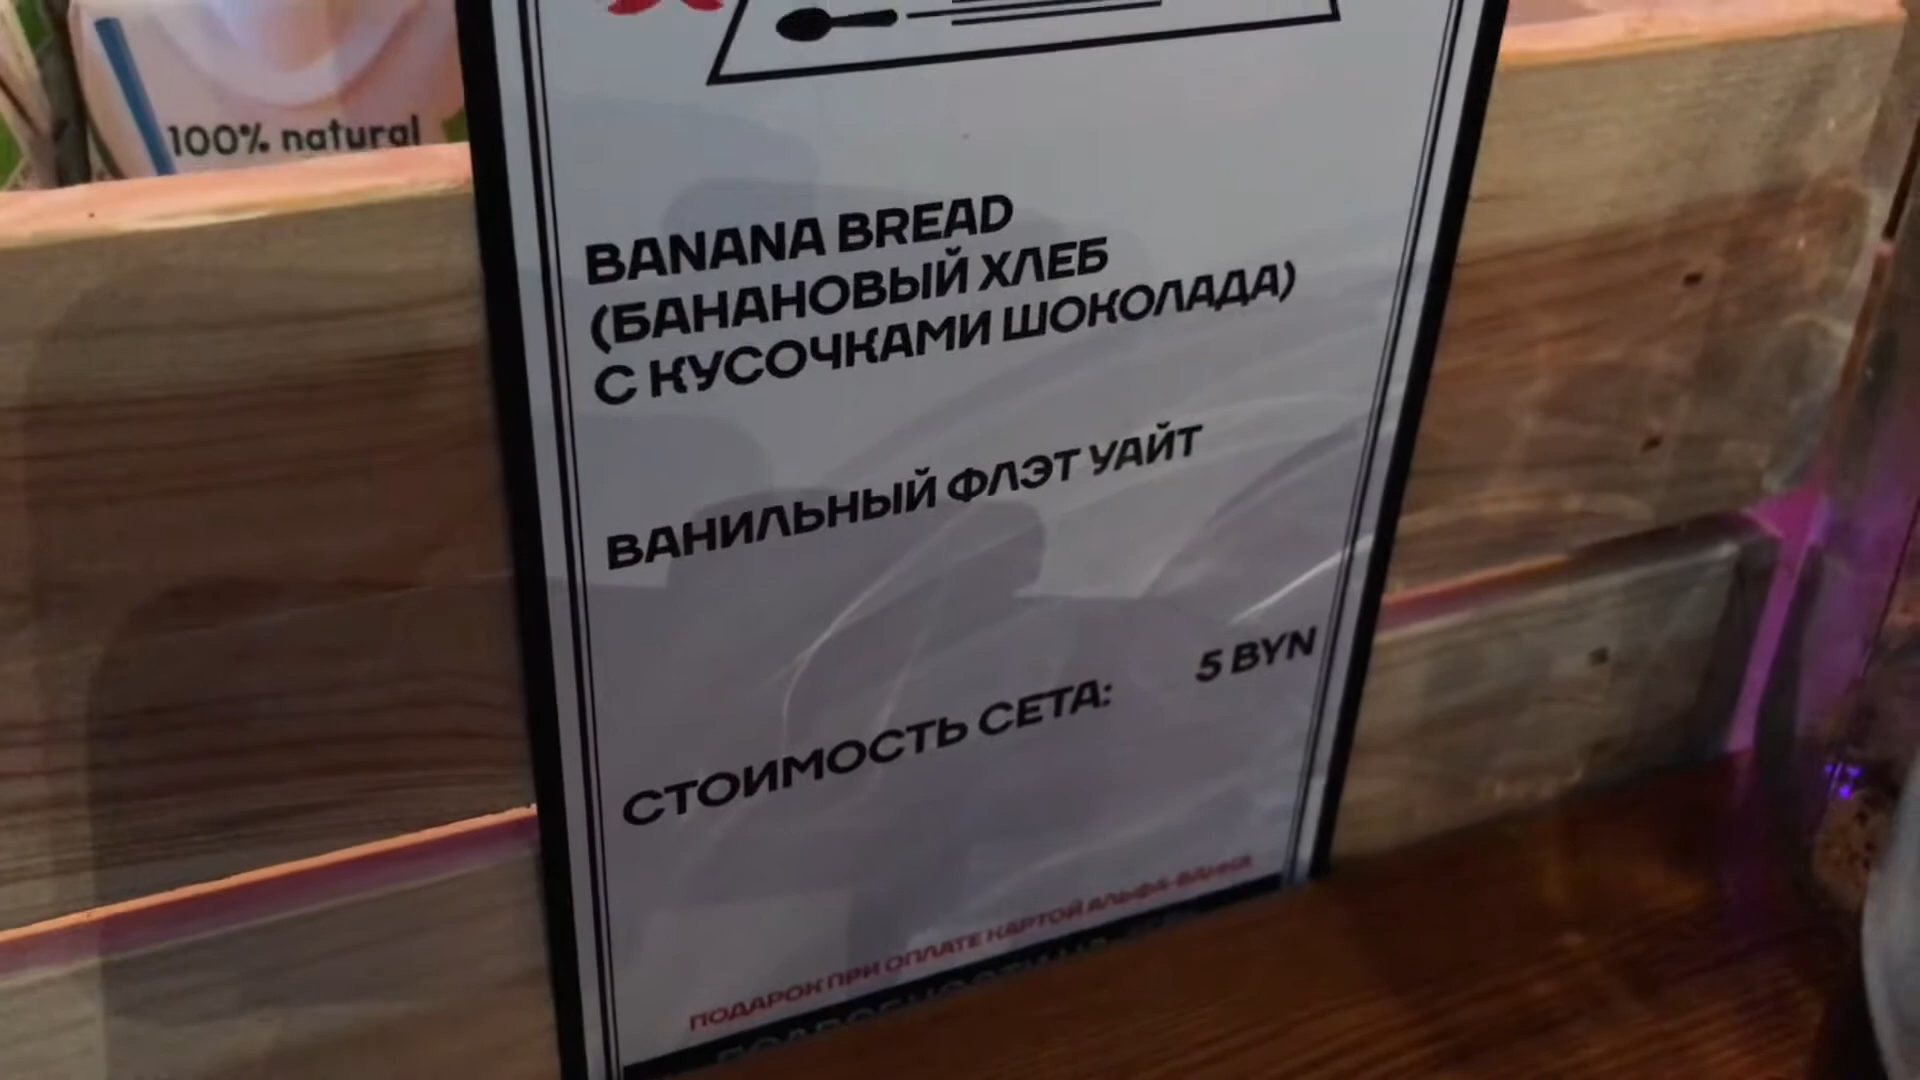 100% natural
BANANA BREAD
(БАНАНОВЫЙ ХЛЕБ
С КУСОЧКАМИ ШОКОЛАДА)
ВАНИЛЬНЫЙ ФЛЭТ УАЙТ
СТОИМОСТЬ СЕТА: 5 BYN
ПОДАРОК ПРИ ОПЛАТЕ КАРТОЙ АЛЬФА-БАНКА